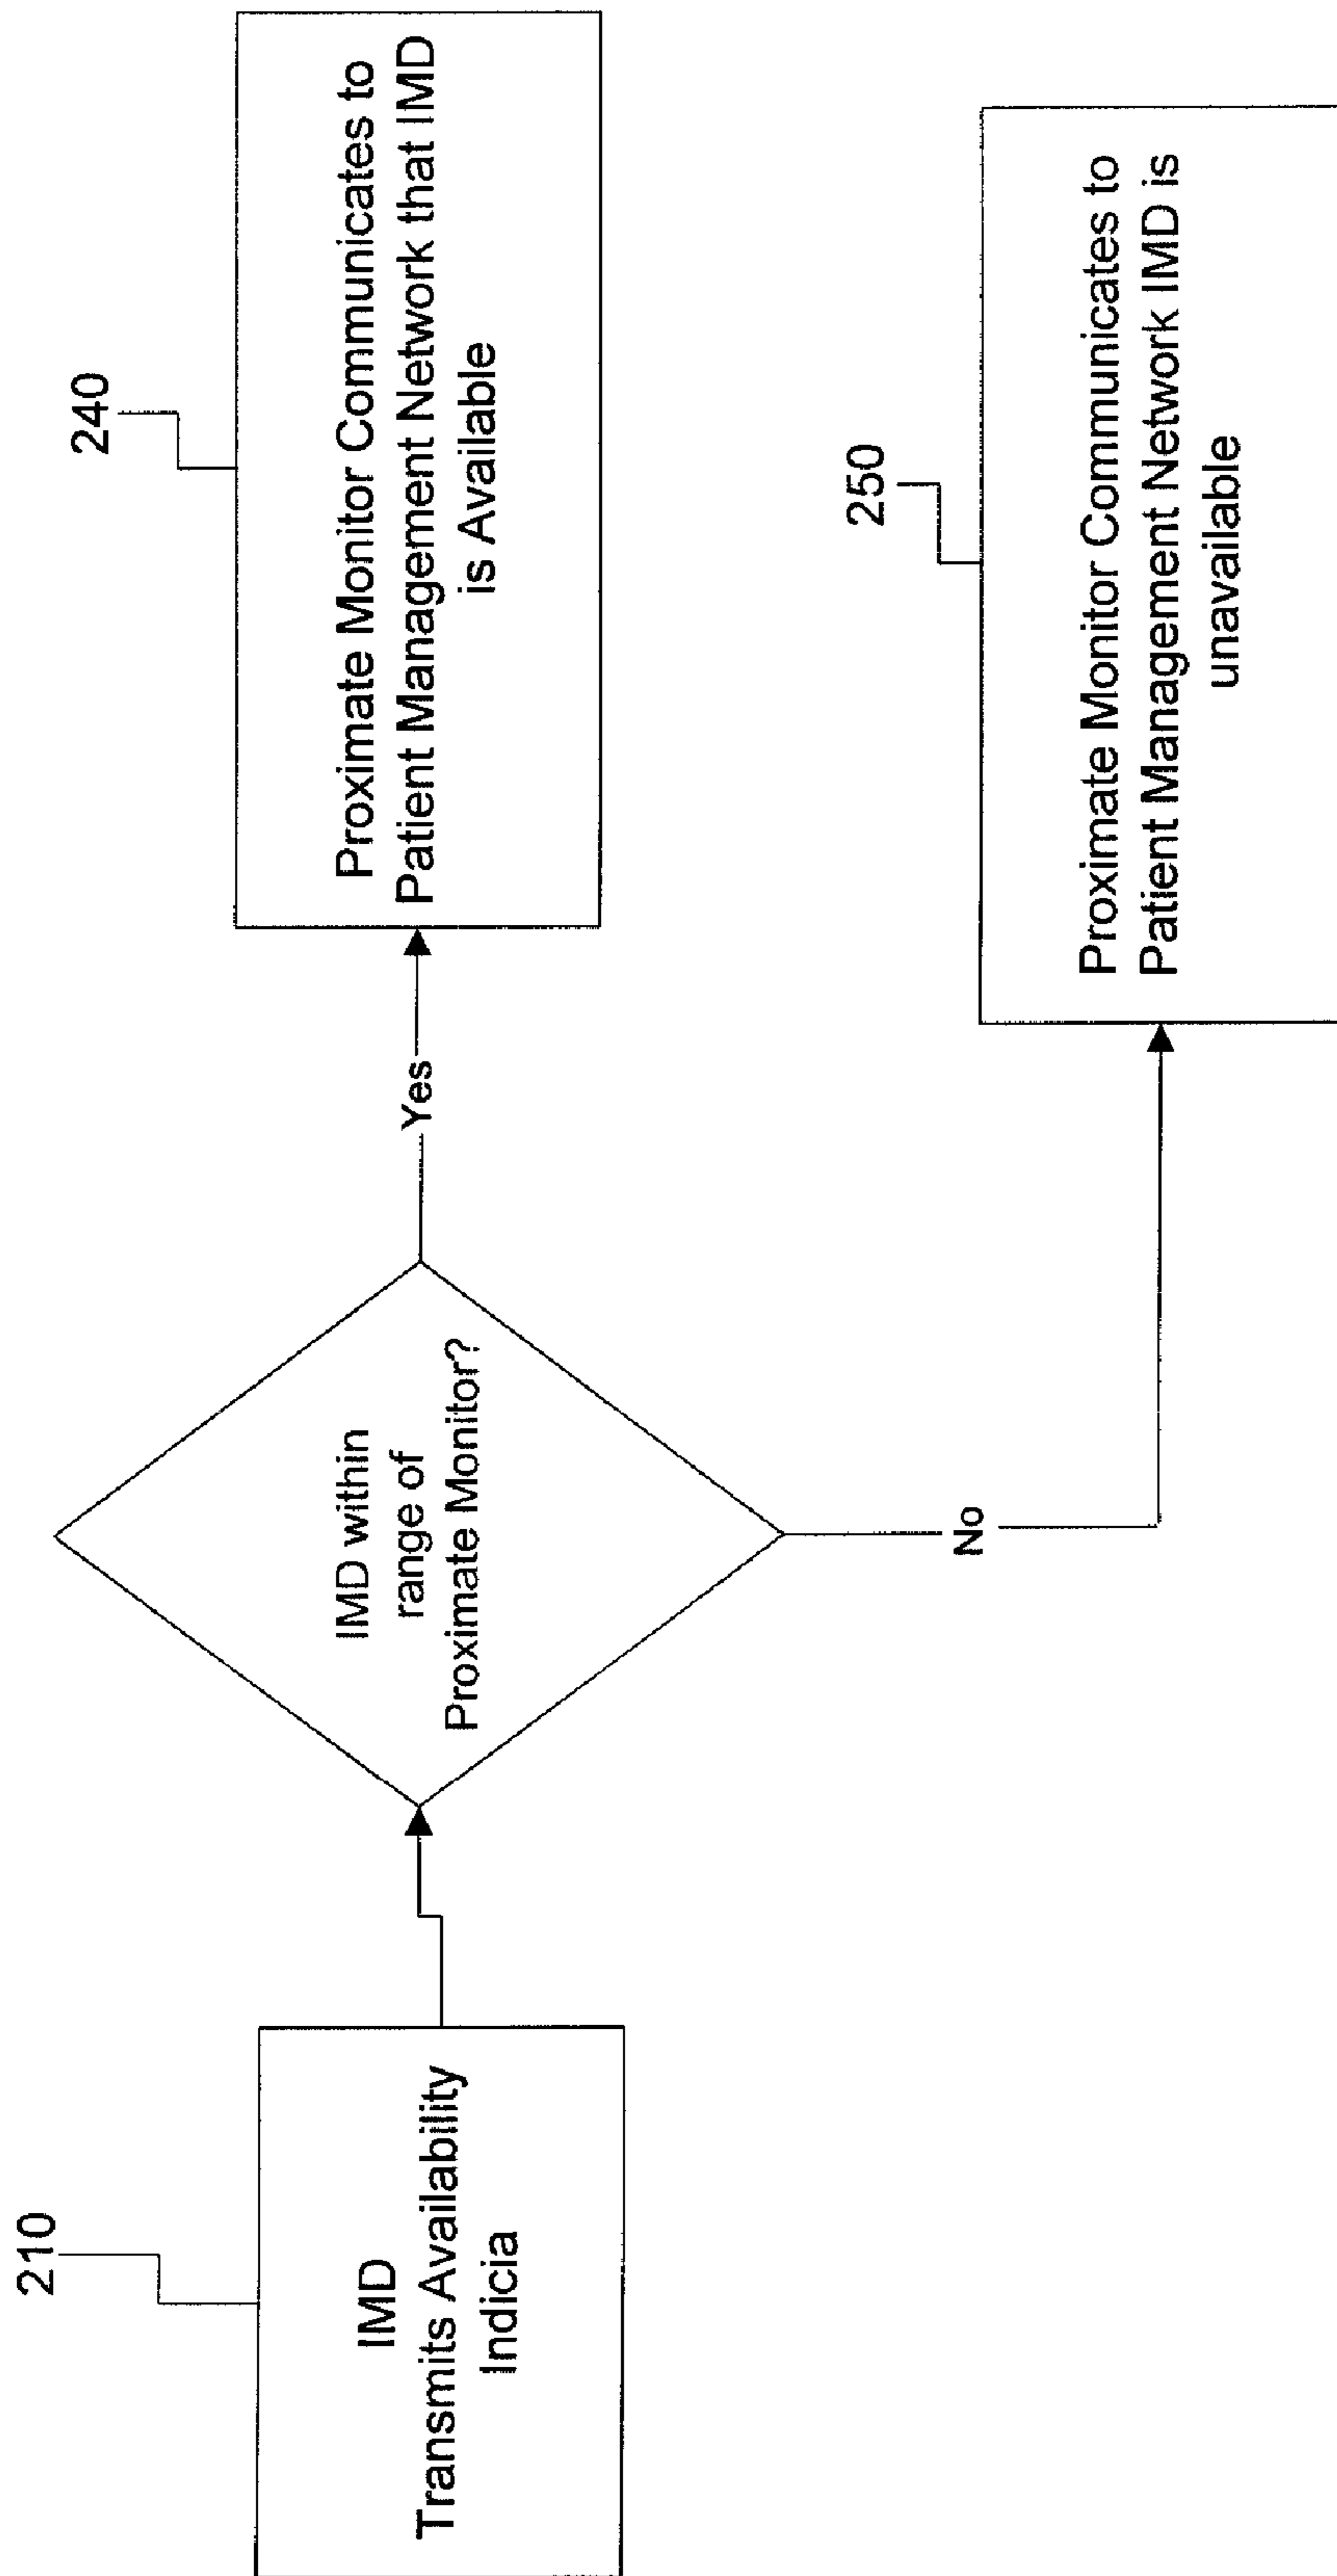 210
IMD
Transmits Availability
Indicia
IMD within
range of
Proximate Monitor?
Yes
240
Proximate Monitor Communicates to
Patient Management Network that IMD
is Available
No
250
Proximate Monitor Communicates to
Patient Management Network IMD is
unavailable